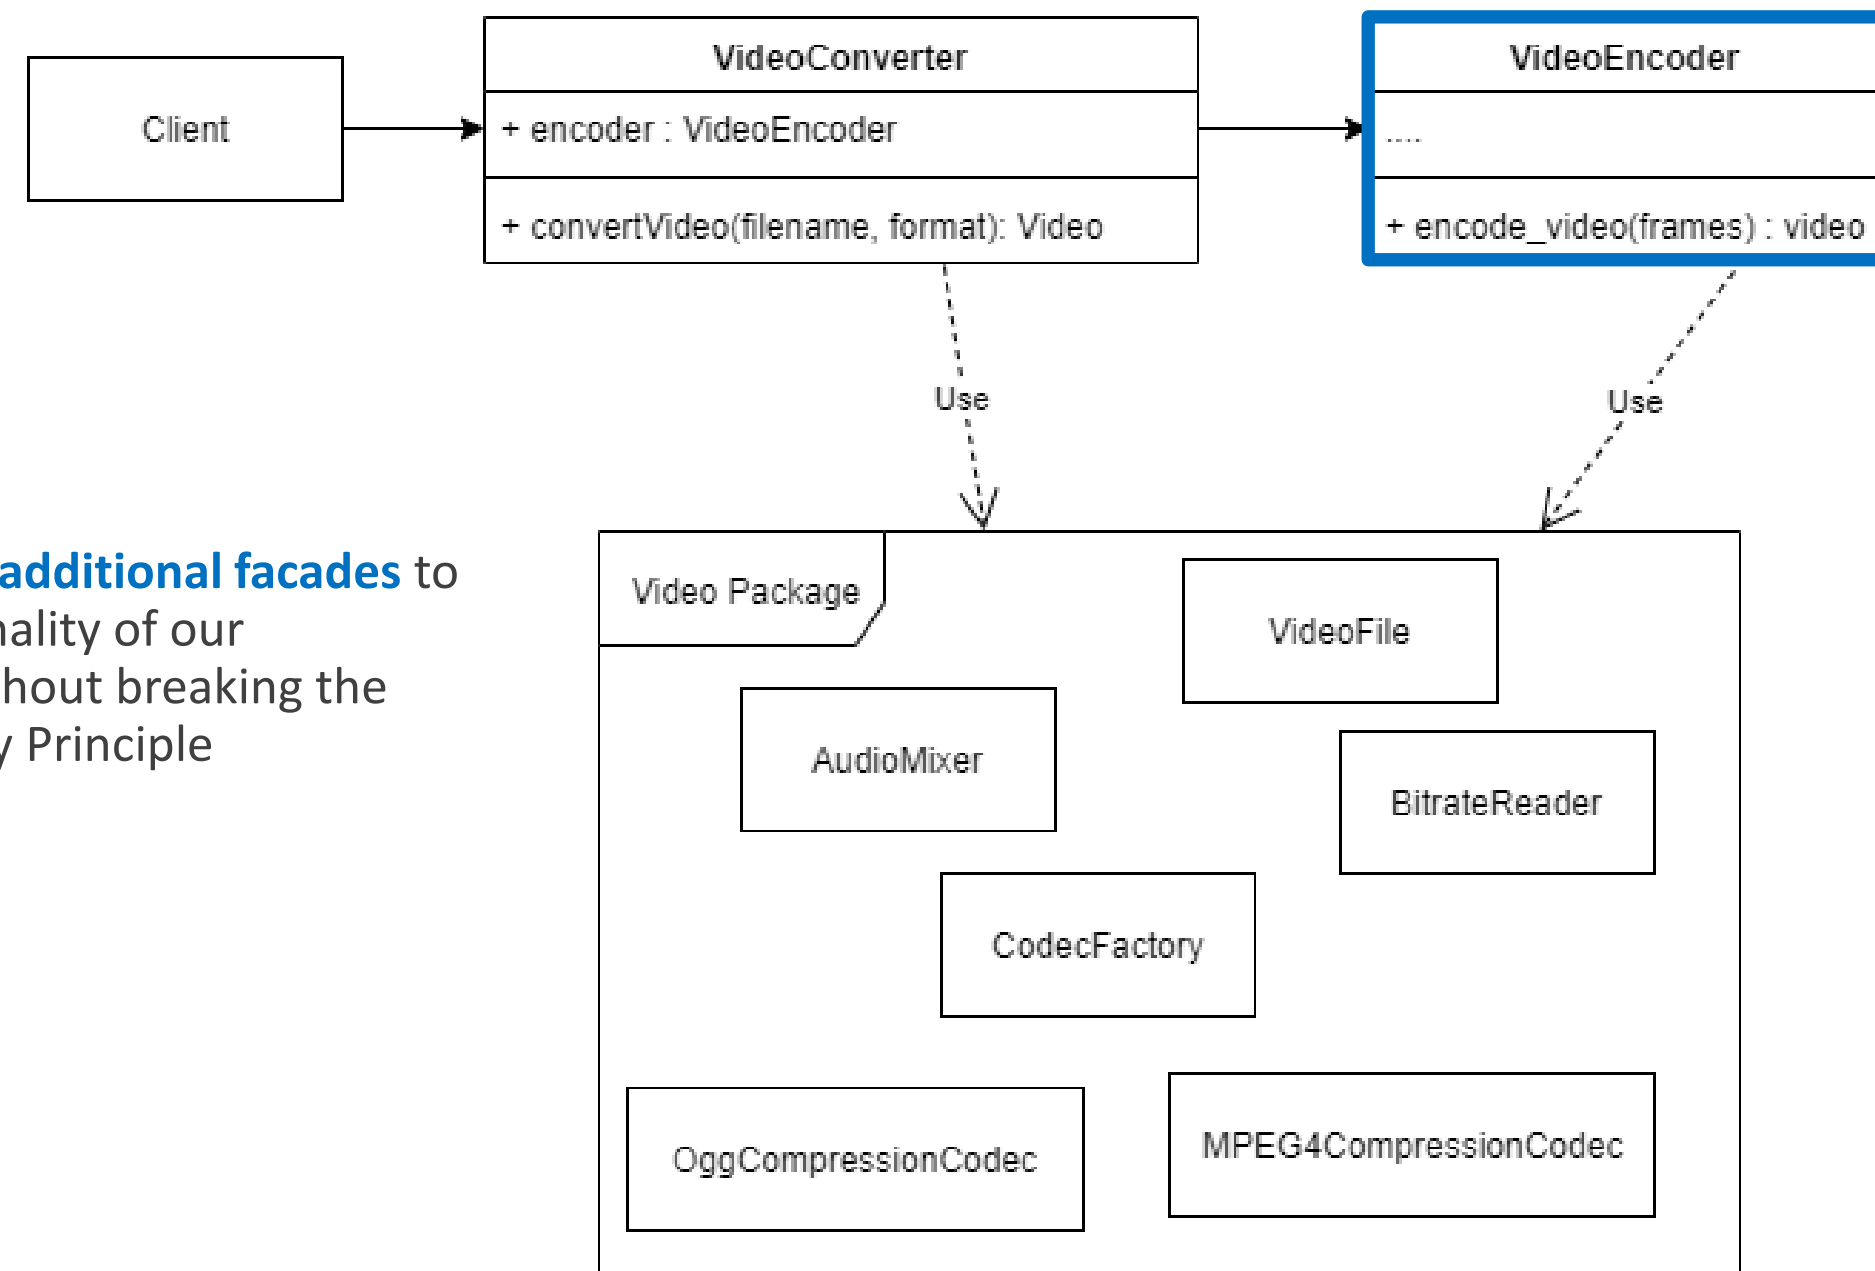 Client
VideoConverter
+ encoder : VideoEncoder
+ convertVideo(filename, format): Video
VideoEncoder
....
+ encode_video(frames) : video
Use
Use
additional facades to
nality of our
hout breaking the
y Principle
Video Package
VideoFile
AudioMixer
BitrateReader
CodecFactory
OggCompressionCodec
MPEG4CompressionCodec